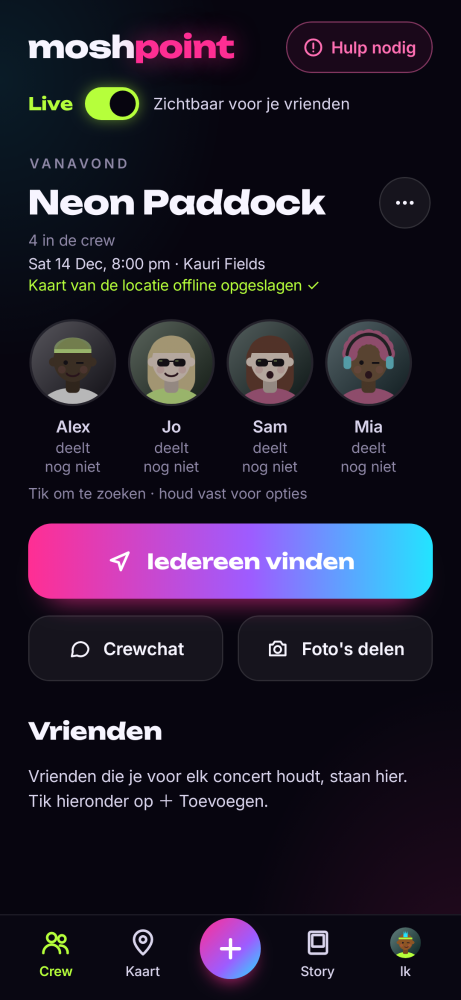 moshpoint
Hulp nodig
Live
Zichtbaar voor je vrienden
VANAVOND
Neon Paddock
4 in de crew
Sat 14 Dec, 8:00 pm · Kauri Fields
Kaart van de locatie offline opgeslagen ✓
Alex
deelt
nog niet
Jo
deelt
nog niet
Sam
deelt
nog niet
Mia
deelt
nog niet
Tik om te zoeken · houd vast voor opties
Iedereen vinden
Crewchat
Foto's delen
Vrienden
Vrienden die je voor elk concert houdt, staan hier.
Tik hieronder op + Toevoegen.
Crew
Kaart
Story
Ik